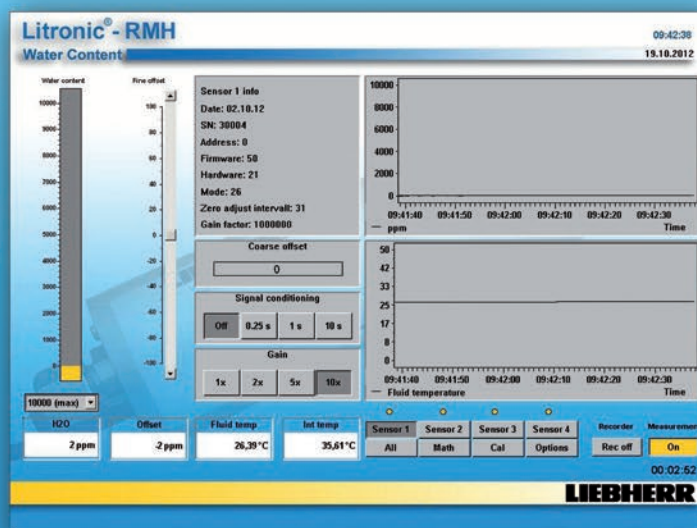 Litronic®- RMH
09:42:38
Water Content
19.10.2012
Water content
10000
9000
8000
7000
6000
5000
4000
3000
2000
1000
0
10000 (max)
Fine offset
100
80
60
40
20
0
-20
-40
-60
-80
-100
Sensor 1 info
Date: 02.10.12
SN: 30004
Address: 0
Firmware: 50
Hardware: 21
Mode: 26
Zero adjust intervall: 31
Gain factor: 1000000
Coarse offset
0
Signal conditioning
Off 0.25 s 1 s 10 s
Gain
1x 2x 5x 10x
10000
8000
6000
4000
2000
0
09:41:40 09:41:50 09:42:00 09:42:10 09:42:20 09:42:30
— ppm Time
50
42
33
25
17
8
0
09:41:40 09:41:50 09:42:00 09:42:10 09:42:20 09:42:30
— Fluid temperature Time
H2O Offset Fluid temp Int temp
2 ppm -2 ppm 26,39°C 35,61°C
Sensor 1 Sensor 2 Sensor 3 Sensor 4
All Math Cal Options
Recorder Measuremen
Rec off On
00:02:52
LIEBHERR